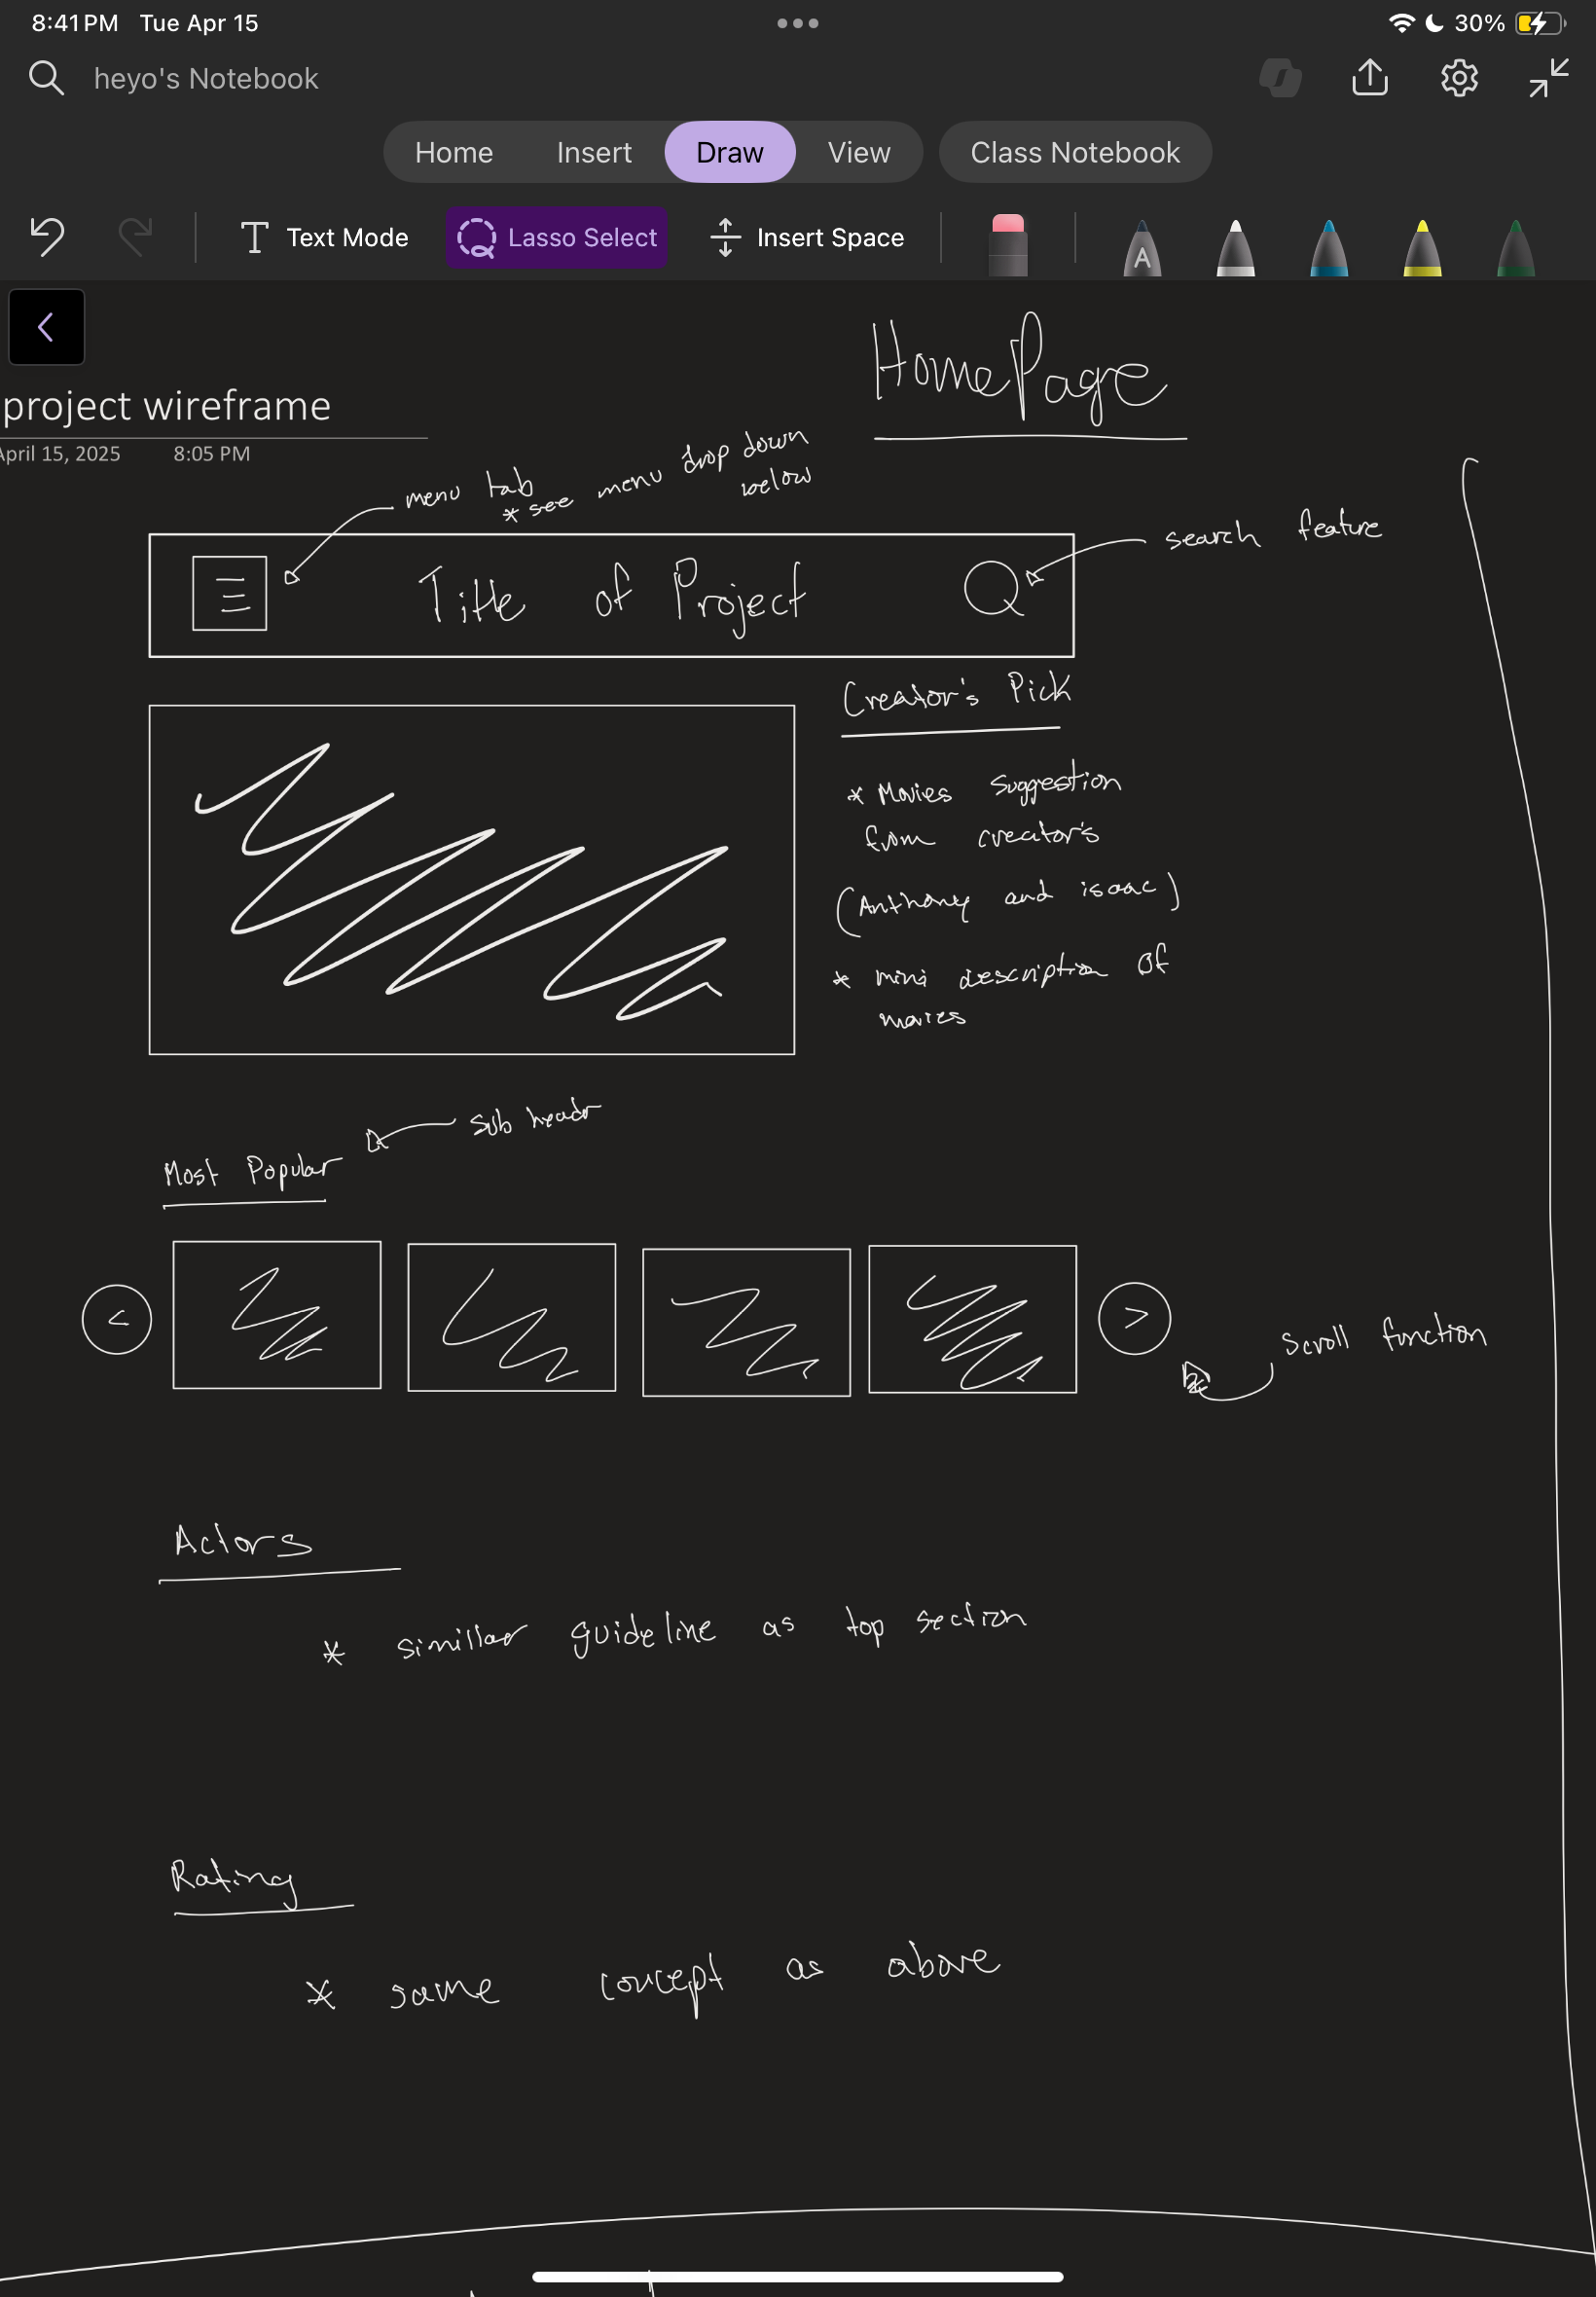 8:41 PM Tue Apr 15
30%
heyo's Notebook
Home Insert Draw View Class Notebook
Text Mode Lasso Select Insert Space
A
HomePage
project wireframe
April 15, 2025 8:05 PM
menu tab
* see menu drop down
below
search feature
Title of Project
Creator's Pick
* Movies suggestion
from creator's
(Anthony and isaac)
* mini description of
movies
Sub header
Most Popular
<
>
Scroll function
Actors
* simillar guideline as top section
Rating
* same concept as above